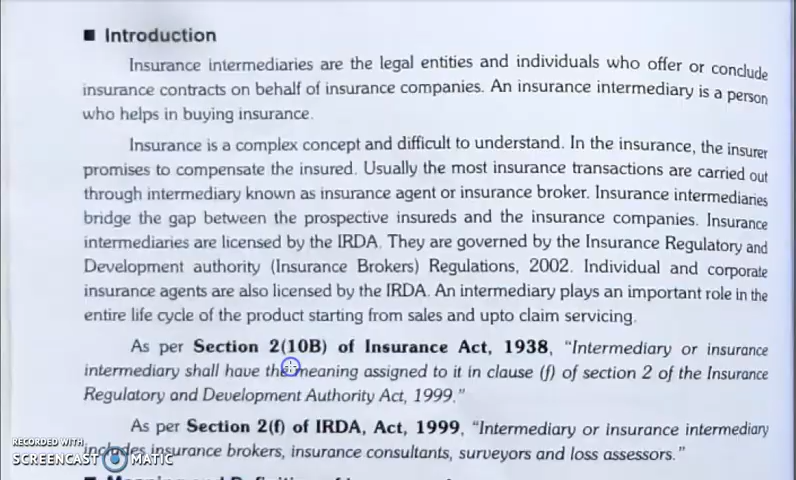 ■ Introduction
Insurance intermediaries are the legal entities and individuals who offer or conclude
insurance contracts on behalf of insurance companies. An insurance intermediary is a person
who helps in buying insurance.
Insurance is a complex concept and difficult to understand. In the insurance, the insurer
promises to compensate the insured. Usually the most insurance transactions are carried out
through intermediary known as insurance agent or insurance broker. Insurance intermediaries
bridge the gap between the prospective insureds and the insurance companies. Insurance
intermediaries are licensed by the IRDA. They are governed by the Insurance Regulatory and
Development authority (Insurance Brokers) Regulations, 2002. Individual and corporate
insurance agents are also licensed by the IRDA. An intermediary plays an important role in the
entire life cycle of the product starting from sales and upto claim servicing.
As per Section 2(10B) of Insurance Act, 1938, "Intermediary or insurance
intermediary shall have the meaning assigned to it in clause (f) of section 2 of the Insurance
Regulatory and Development Authority Act, 1999."
As per Section 2(f) of IRDA, Act, 1999, "Intermediary or insurance intermediary
includes insurance brokers, insurance consultants, surveyors and loss assessors."
RECORDED WITH
SCREENCAST MATIC